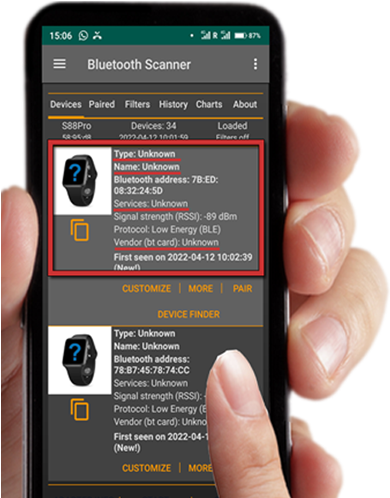 15:06 R 87%
Bluetooth Scanner
Devices Paired Filters History Charts About
S88Pro Devices: 34 Loaded
58:95:d8 2022-04-12 10:01:59 Filters off
Type: Unknown
Name: Unknown
Bluetooth address: 7B:ED:
08:32:24:5D
Services: Unknown
Signal strength (RSSI): -89 dBm
Protocol: Low Energy (BLE)
Vendor (bt card): Unknown
First seen on 2022-04-12 10:02:39
(New!)
CUSTOMIZE | MORE | PAIR
DEVICE FINDER
Type: Unknown
Name: Unknown
Bluetooth address:
78:B7:45:78:74:CC
Services: Unknown
Signal strength (RSSI):
Protocol: Low Energy
Vendor (bt card): Unknown
First seen on 2022-04-1
(New!)
CUSTOMIZE | MORE